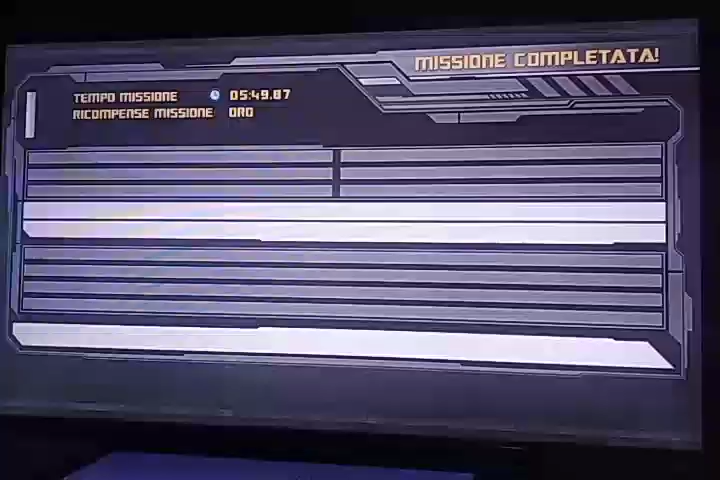 MISSIONE COMPLETATA!
TEMPO MISSIONE 05:49.87
RICOMPENSE MISSIONE ORO